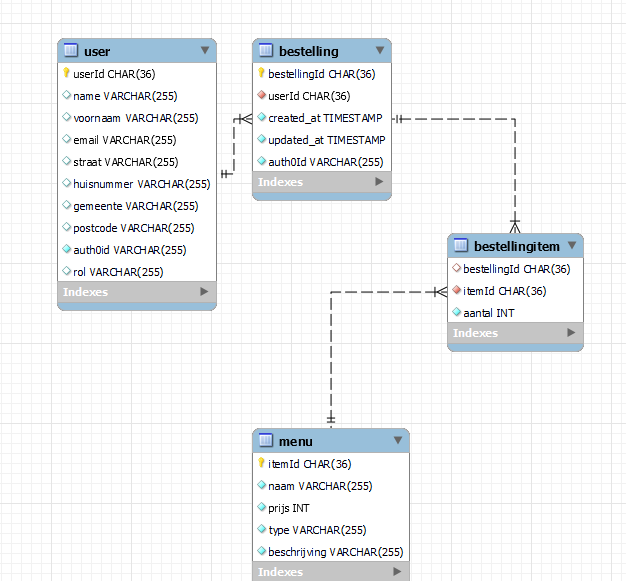 user
userId CHAR(36)
name VARCHAR(255)
voornaam VARCHAR(255)
email VARCHAR(255)
straat VARCHAR(255)
huisnummer VARCHAR(255)
gemeente VARCHAR(255)
postcode VARCHAR(255)
auth0id VARCHAR(255)
rol VARCHAR(255)
Indexes
bestelling
bestellingId CHAR(36)
userId CHAR(36)
created_at TIMESTAMP
updated_at TIMESTAMP
auth0Id VARCHAR(255)
Indexes
bestellingitem
bestellingId CHAR(36)
itemId CHAR(36)
aantal INT
Indexes
menu
itemId CHAR(36)
naam VARCHAR(255)
prijs INT
type VARCHAR(255)
beschrijving VARCHAR(255)
Indexes